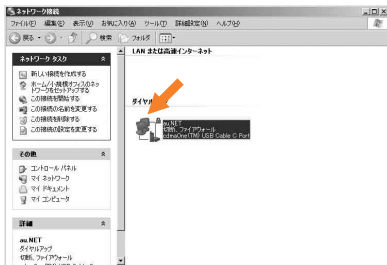 ネットワーク接続
ファイル(F) 編集(E) 表示(V) お気に入り(A) ツール(T) 詳細設定(N) ヘルプ(H)
戻る 検索 フォルダ
ネットワーク タスク
新しい接続を作成する
ホーム/小規模オフィスのネットワークをセットアップする
この接続を開始する
この接続の名前を変更する
この接続を削除する
この接続の設定を変更する
その他
コントロール パネル
マイ ネットワーク
マイ ドキュメント
マイ コンピュータ
詳細
au.NET
ダイヤルアップ
切断、ファイアウォール
LAN または高速インターネット
ダイヤル
au.NET
切断、ファイアウォール
cdmaOne(TM) USB Cable C Port